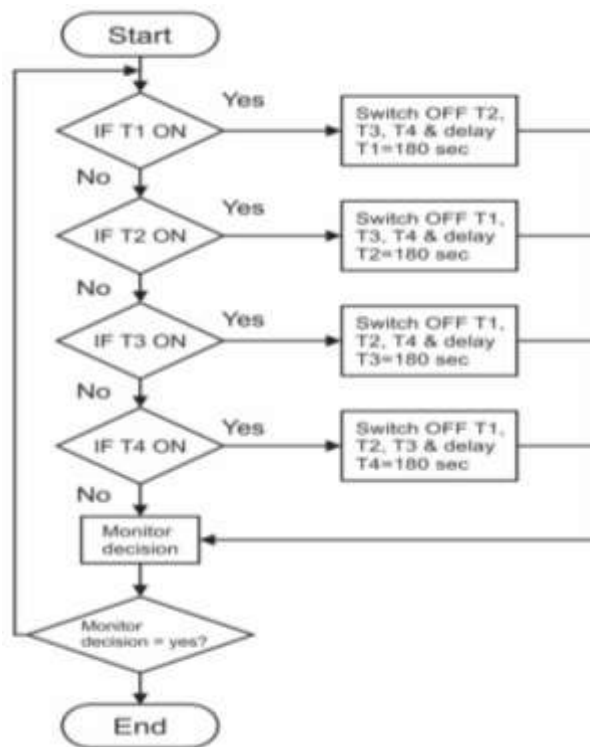 Start
Yes
IF T1 ON
Switch OFF T2,
T3, T4 & delay
T1=180 sec
No
Yes
IF T2 ON
Switch OFF T1,
T3, T4 & delay
T2=180 sec
No
Yes
IF T3 ON
Switch OFF T1,
T2, T4 & delay
T3=180 sec
No
Yes
IF T4 ON
Switch OFF T1,
T2, T3 & delay
T4=180 sec
No
Monitor
decision
Monitor
decision = yes?
End